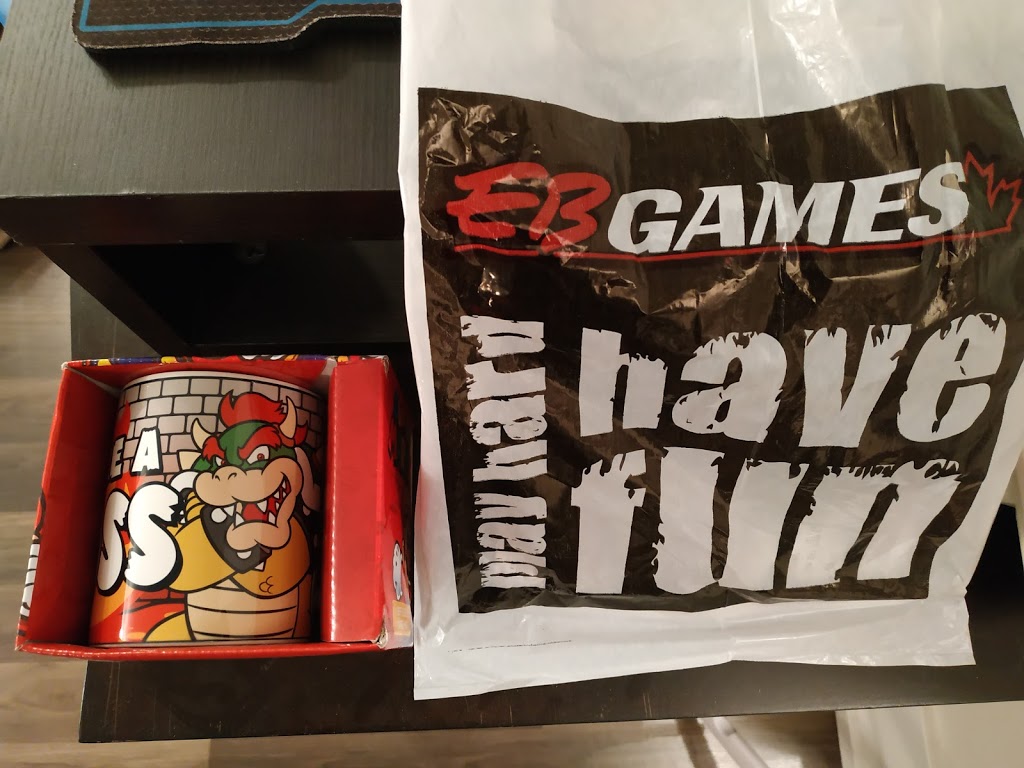 E A
SS
EB GAMES
play hard
have
fun